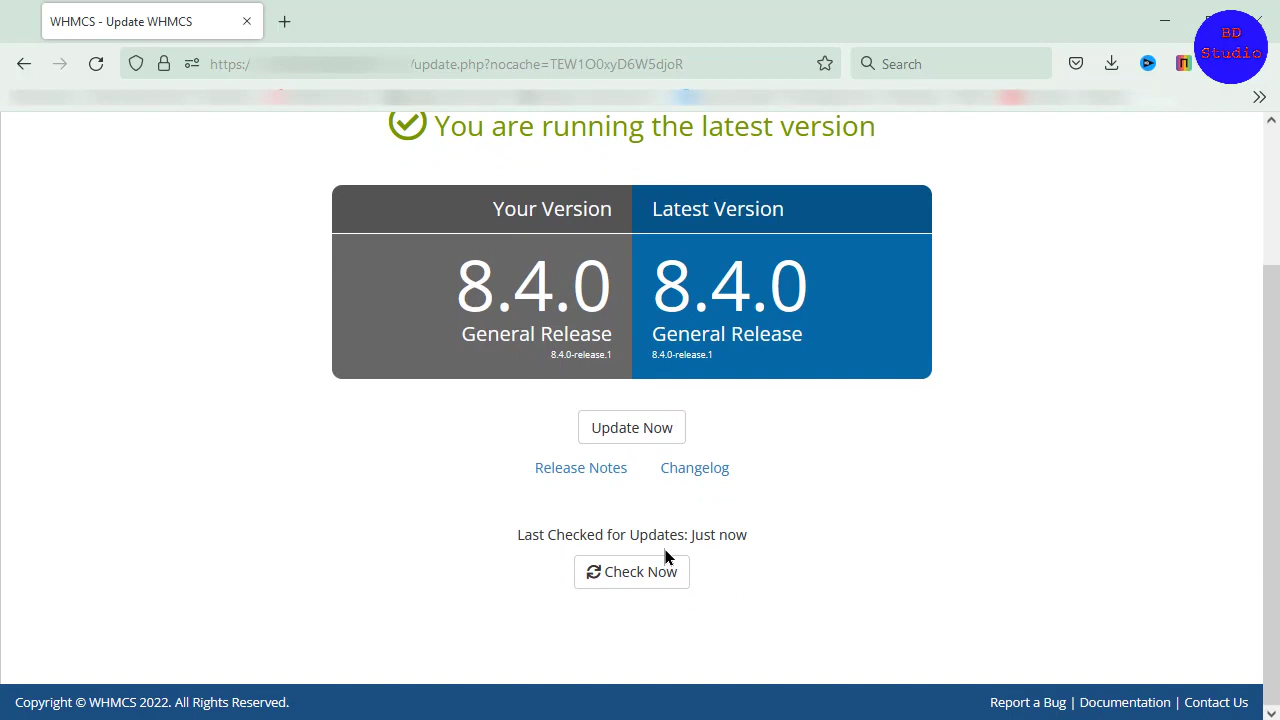 WHMCS - Update WHMCS
BD
Studio
https://
/update.php?nocache=TEW1O0xyD6W5djoR
Search
You are running the latest version
Your Version
Latest Version
8.4.0
8.4.0
General Release
General Release
8.4.0-release.1
8.4.0-release.1
Update Now
Release Notes
Changelog
Last Checked for Updates: Just now
Check Now
Copyright © WHMCS 2022. All Rights Reserved.
Report a Bug | Documentation | Contact Us